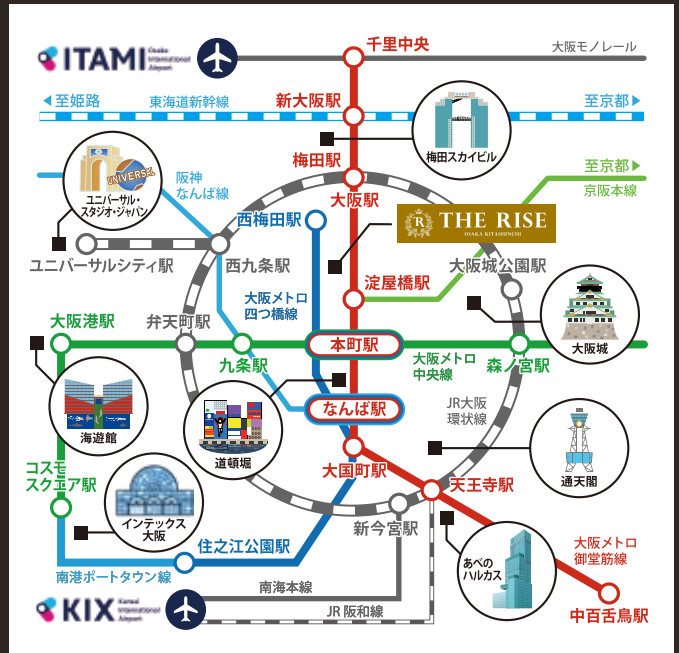 ITAMI
Osaka
International
Airport
千里中央
大阪モノレール
至姫路
東海道新幹線
新大阪駅
至京都
梅田スカイビル
梅田駅
至京都
京阪本線
UNIVERSAL
ユニバーサル・
スタジオ・ジャパン
阪神
なんば線
大阪駅
西梅田駅
R
THE RISE
OSAKA KITASHINCHI
ユニバーサルシティ駅
西九条駅
大阪城公園駅
淀屋橋駅
大阪メトロ
四つ橋線
大阪港駅
弁天町駅
本町駅
大阪城
九条駅
大阪メトロ
中央線
森ノ宮駅
なんば駅
JR大阪
環状線
海遊館
道頓堀
大国町駅
通天閣
コスモ
スクエア駅
天王寺駅
インテックス
大阪
新今宮駅
住之江公園駅
あべの
ハルカス
大阪メトロ
御堂筋線
南港ポートタウン線
南海本線
KIX
Kansai
International
Airport
JR阪和線
中百舌鳥駅